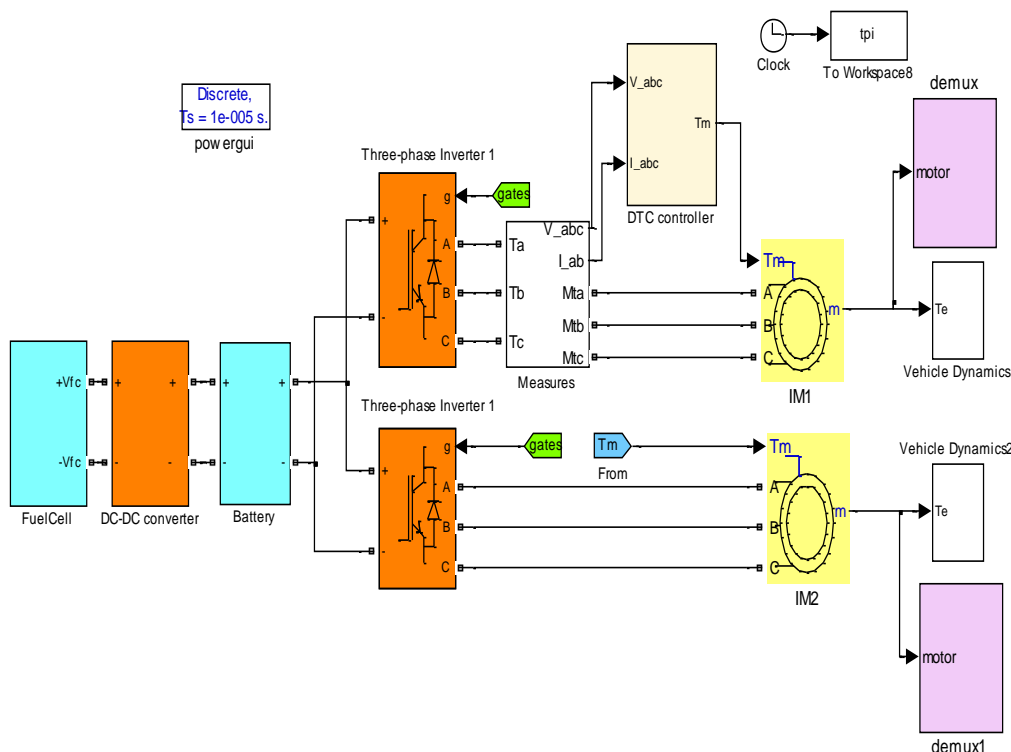 Clock
tpi
To Workspace8
demux
motor
Discrete,
Ts = 1e-005 s.
powergui
V_abc
I_abc
Tm
DTC controller
Three-phase Inverter 1
g
+
-
A
B
C
gates
Ta
Tb
Tc
V_abc
I_ab
Mta
Mtb
Mtc
Measures
Tm
A
B
C
m
IM1
Te
Vehicle Dynamics
+Vfc
-Vfc
FuelCell
+
+
-
-
DC-DC converter
+
+
-
-
Battery
Three-phase Inverter 1
g
+
-
A
B
C
gates
Tm
From
Tm
A
B
C
m
IM2
Vehicle Dynamics2
Te
motor
demux1